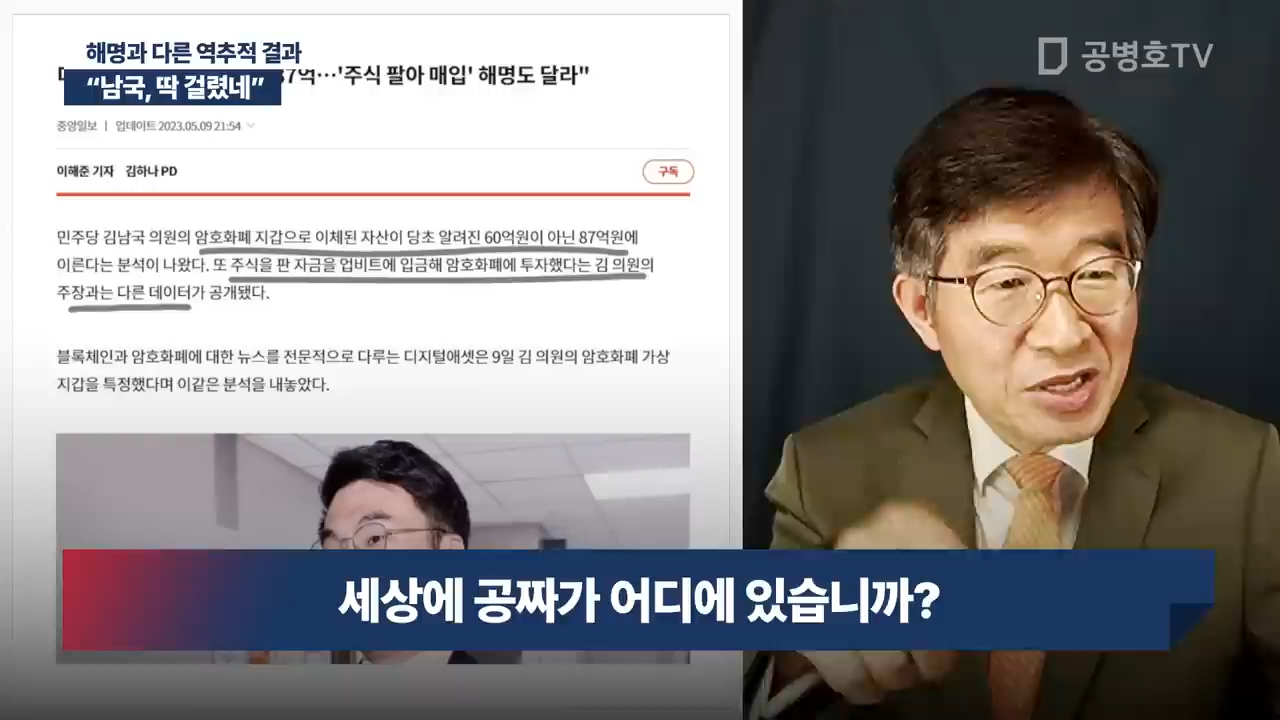 해명과 다른 역추적 결과
“남국, 딱 걸렸네”
37억…'주식 팔아 매입' 해명도 달라"
공병호TV
중앙일보 | 업데이트 2023.05.09 21:54
이해준 기자 김하나 PD
구독
민주당 김남국 의원의 암호화폐 지갑으로 이체된 자산이 당초 알려진 60억원이 아닌 87억원에
이른다는 분석이 나왔다. 또 주식을 판 자금을 업비트에 입금해 암호화폐에 투자했다는 김 의원의
주장과는 다른 데이터가 공개됐다.
블록체인과 암호화폐에 대한 뉴스를 전문적으로 다루는 디지털애셋은 9일 김 의원의 암호화폐 가상
지갑을 특정했다며 이같은 분석을 내놓았다.
세상에 공짜가 어디에 있습니까?